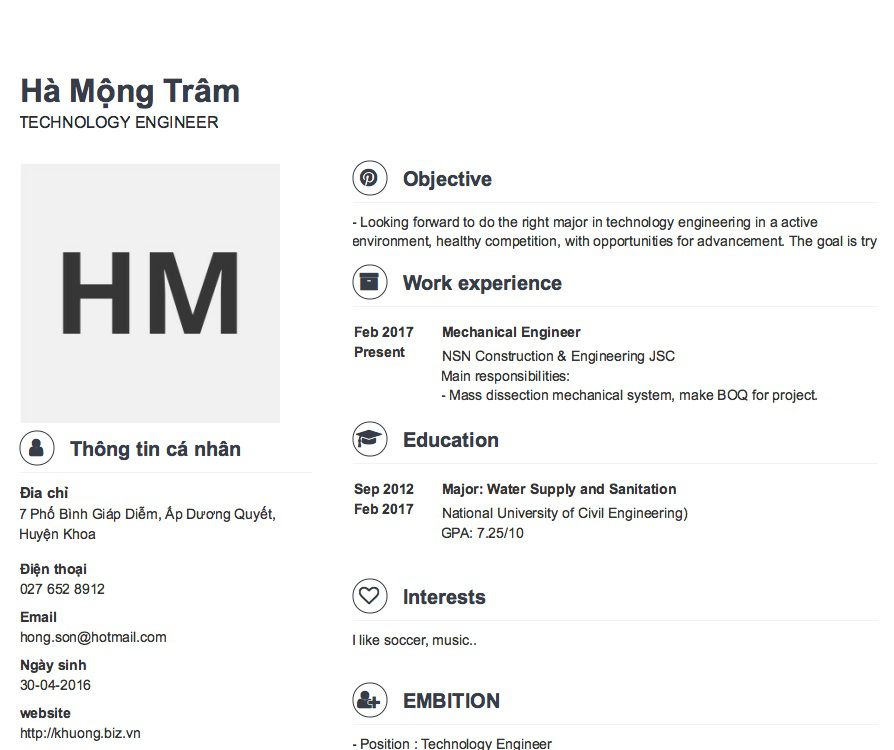 Hà Mộng Trâm
TECHNOLOGY ENGINEER
HM
Thông tin cá nhân
Đia chỉ
7 Phố Bình Giáp Diễm, Ấp Dương Quyết,
Huyện Khoa
Điện thoại
027 652 8912
Email
hong.son@hotmail.com
Ngày sinh
30-04-2016
website
http://khuong.biz.vn
Objective
- Looking forward to do the right major in technology engineering in a active
environment, healthy competition, with opportunities for advancement. The goal is try
Work experience
Feb 2017
Present
Mechanical Engineer
NSN Construction & Engineering JSC
Main responsibilities:
- Mass dissection mechanical system, make BOQ for project.
Education
Sep 2012
Feb 2017
Major: Water Supply and Sanitation
National University of Civil Engineering)
GPA: 7.25/10
Interests
I like soccer, music..
EMBITION
- Position : Technology Engineer